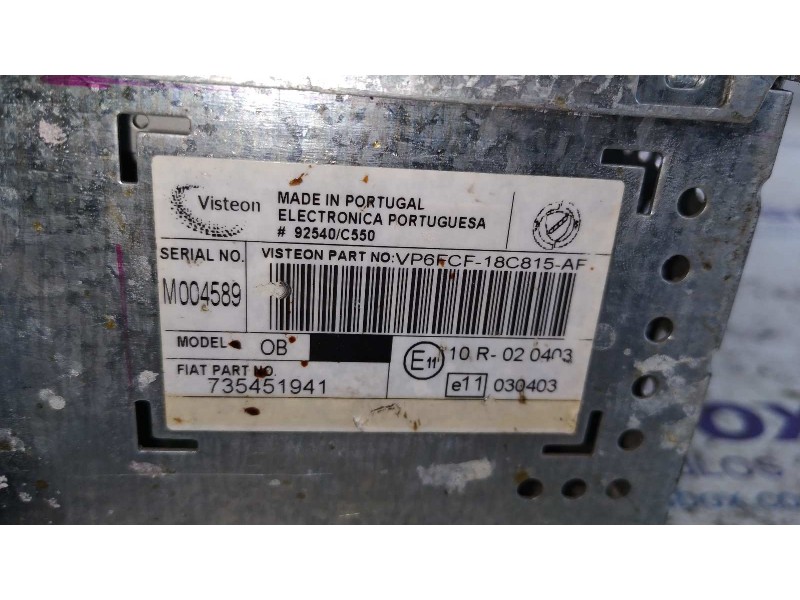 Visteon
MADE IN PORTUGAL
ELECTRONICA PORTUGUESA
# 92540/C550
SERIAL NO.
M004589
VISTEON PART NO: VP6FCF-18C815-AF
MODEL
OB
FIAT PART NO.
735451941
E11
10 R- 02 0403
e11
030403